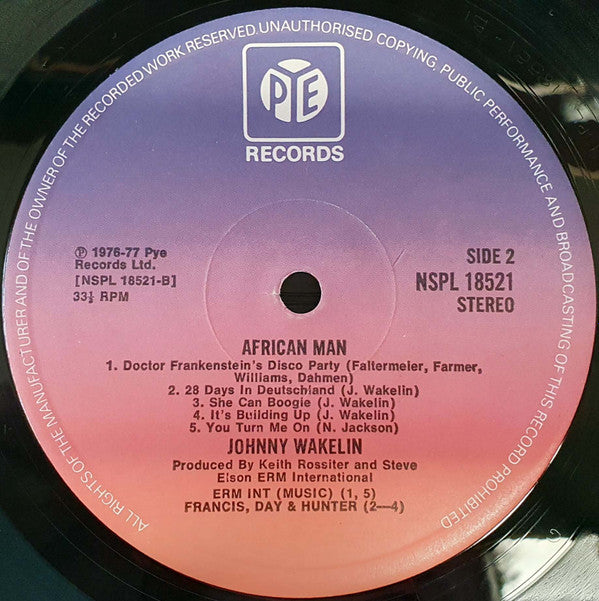 ALL RIGHTS OF THE MANUFACTURER AND OF THE OWNER OF THE RECORDED WORK RESERVED. UNAUTHORISED COPYING, PUBLIC PERFORMANCE AND BROADCASTING OF THIS RECORD PROHIBITED
PYE
RECORDS
℗ 1976-77 Pye
Records Ltd.
[NSPL 18521-B]
33⅓ RPM
SIDE 2
NSPL 18521
STEREO
AFRICAN MAN
1. Doctor Frankenstein's Disco Party (Faltermeier, Farmer,
Williams, Dahmen)
2. 28 Days In Deutschland (J. Wakelin)
3. She Can Boogie (J. Wakelin)
4. It's Building Up (J. Wakelin)
5. You Turn Me On (N. Jackson)
JOHNNY WAKELIN
Produced By Keith Rossiter and Steve
Elson ERM International
ERM INT (MUSIC) (1, 5)
FRANCIS, DAY & HUNTER (2—4)